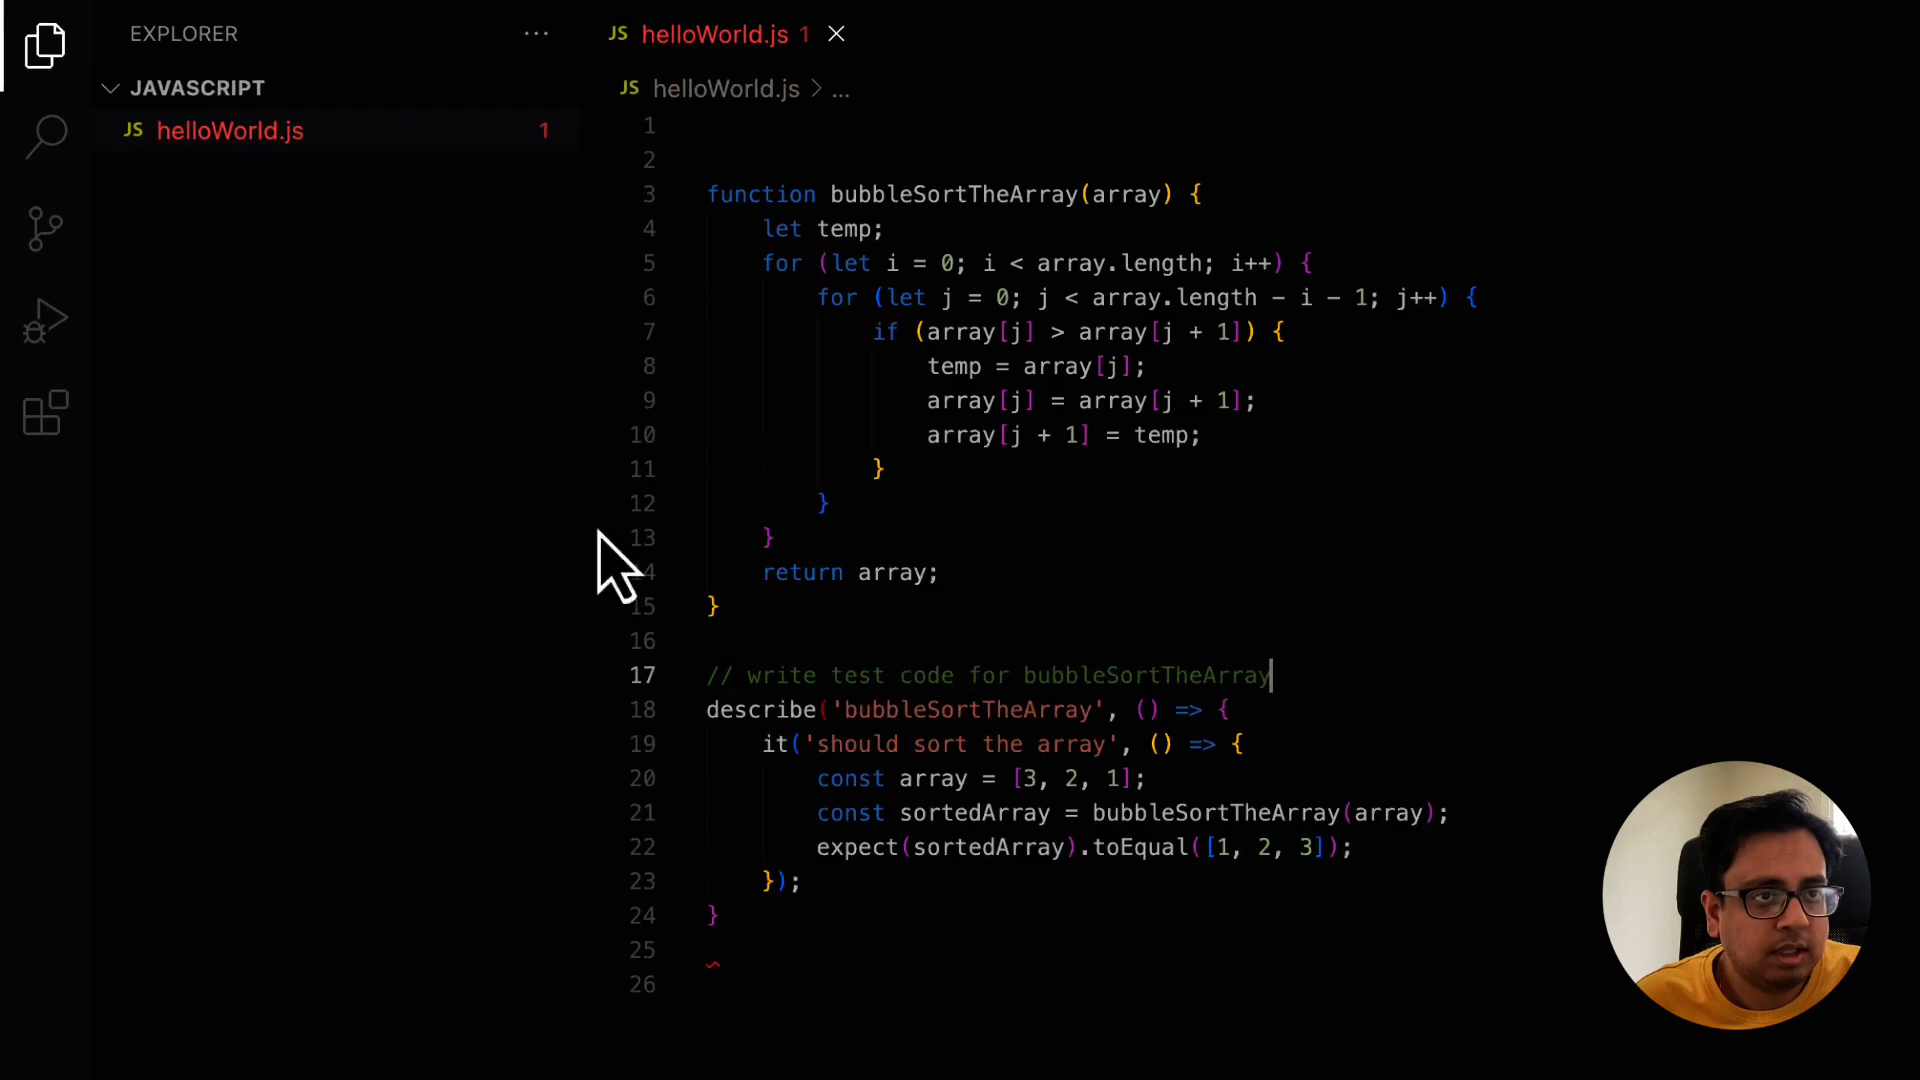 EXPLORER ...
JAVASCRIPT
JS helloWorld.js 1
JS helloWorld.js 1
JS helloWorld.js > ...
1
2
3 function bubbleSortTheArray(array) {
4 let temp;
5 for (let i = 0; i < array.length; i++) {
6 for (let j = 0; j < array.length - i - 1; j++) {
7 if (array[j] > array[j + 1]) {
8 temp = array[j];
9 array[j] = array[j + 1];
10 array[j + 1] = temp;
11 }
12 }
13 }
14 return array;
15 }
16
17 // write test code for bubbleSortTheArray
18 describe('bubbleSortTheArray', () => {
19 it('should sort the array', () => {
20 const array = [3, 2, 1];
21 const sortedArray = bubbleSortTheArray(array);
22 expect(sortedArray).toEqual([1, 2, 3]);
23 });
24 }
25
26